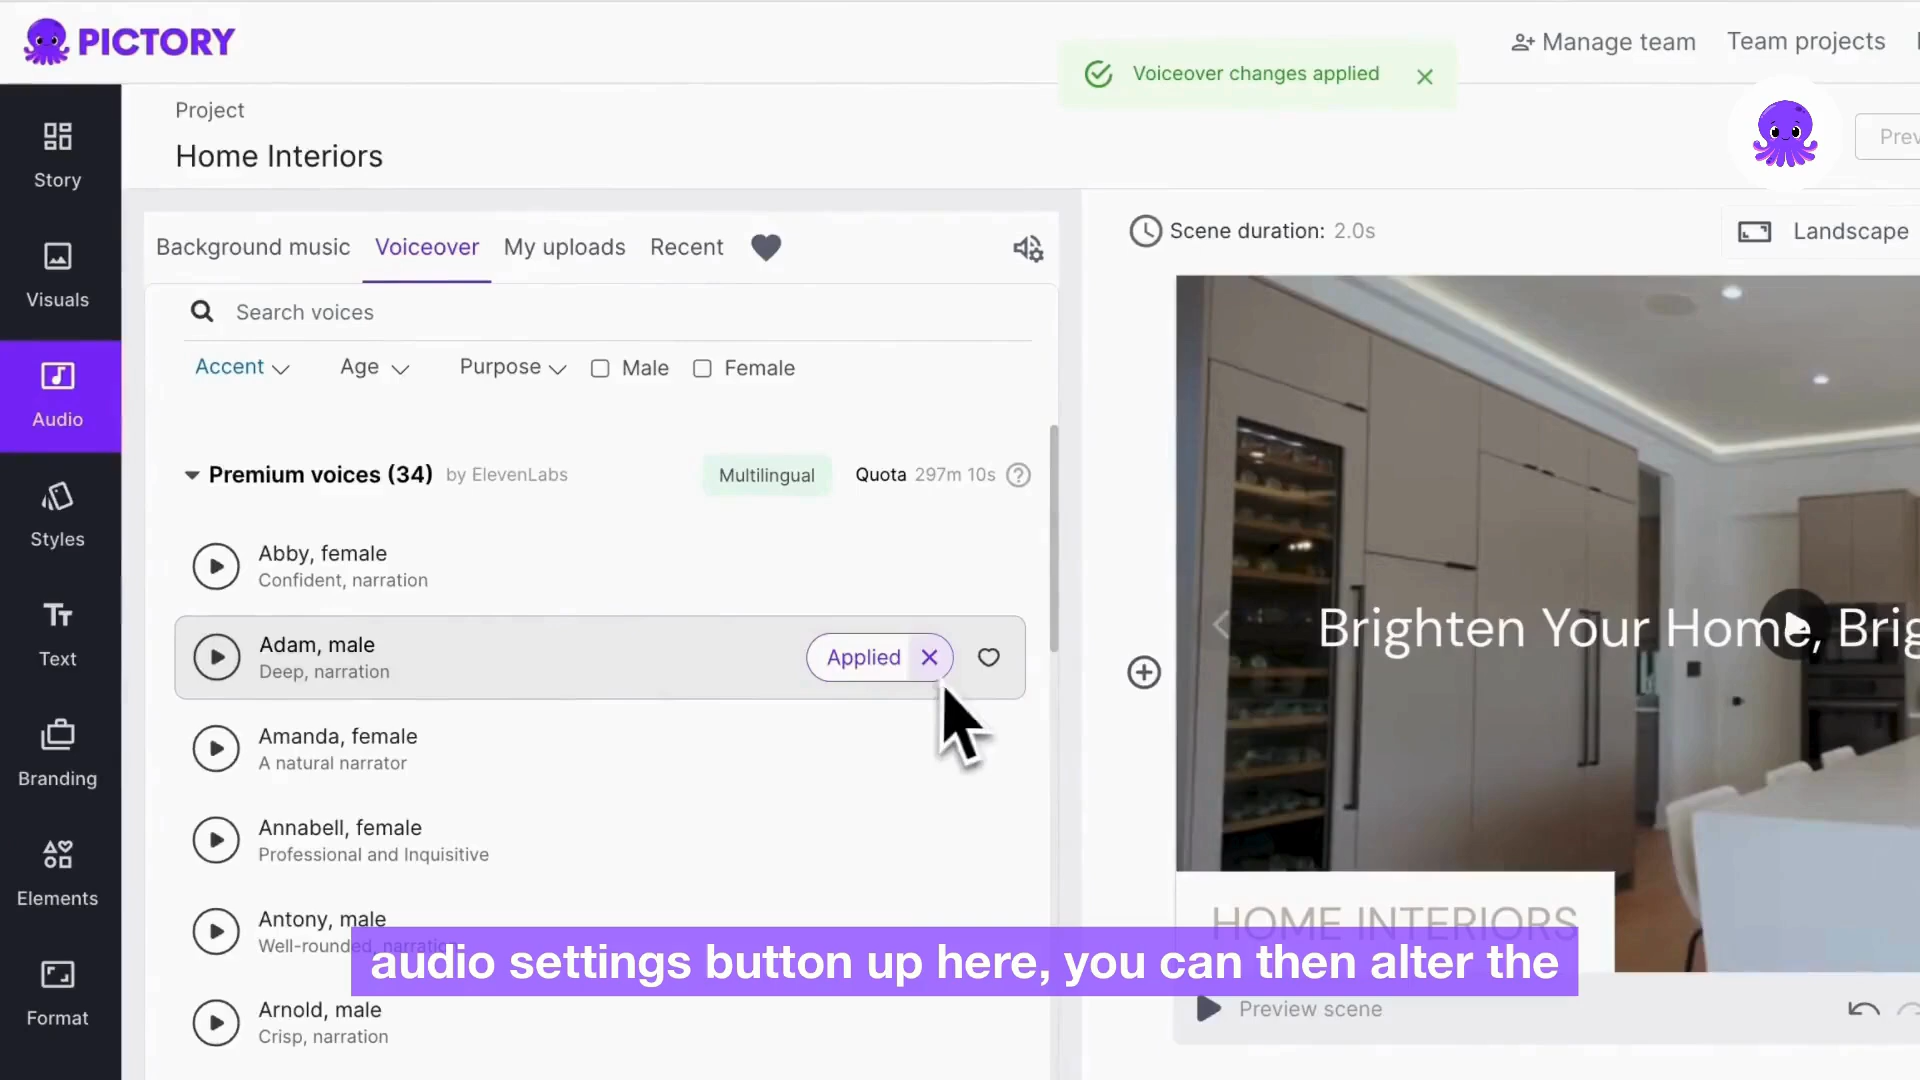 PICTORY
Manage team
Team projects
Voiceover changes applied
Project
Home Interiors
Prev
Story
Visuals
Audio
Styles
Text
Branding
Elements
Format
Background music
Voiceover
My uploads
Recent
Search voices
Accent
Age
Purpose
Male
Female
Premium voices (34)
by ElevenLabs
Multilingual
Quota 297m 10s
Abby, female
Confident, narration
Adam, male
Deep, narration
Applied
Amanda, female
A natural narrator
Annabell, female
Professional and Inquisitive
Antony, male
Well-rounded, narration
Arnold, male
Crisp, narration
Scene duration: 2.0s
Landscape
Brighten Your Home, Brig
HOME INTERIORS
audio settings button up here, you can then alter the
Preview scene